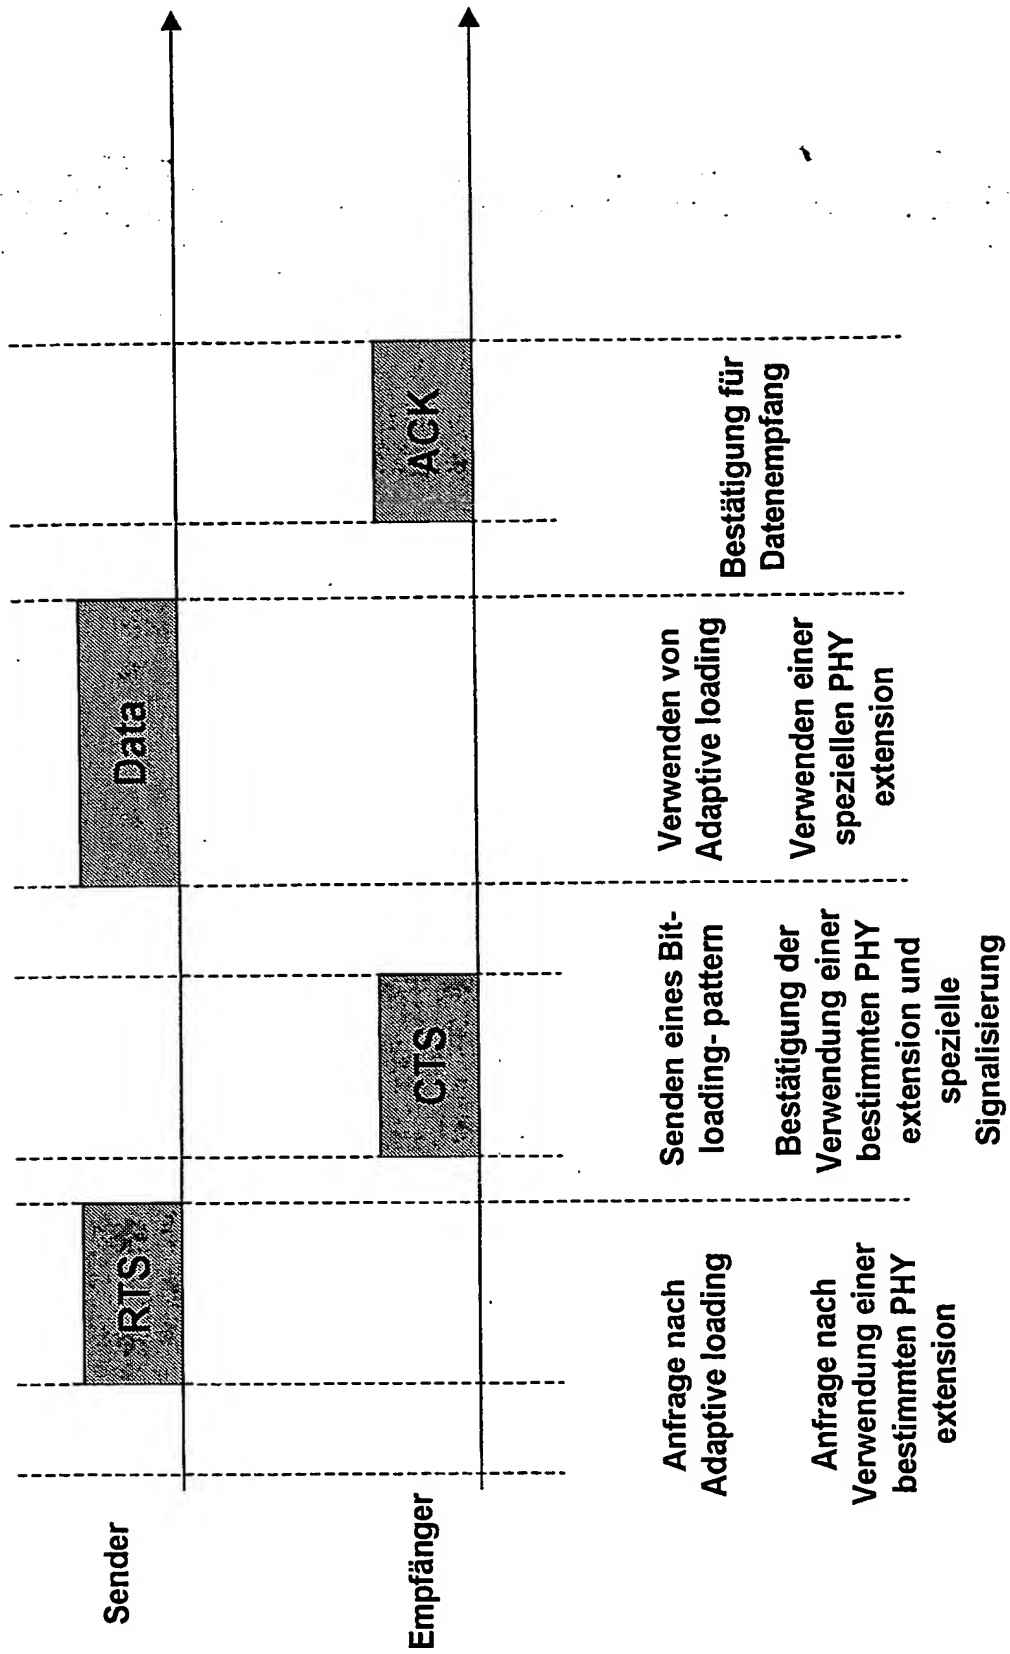 Sender
RTS
Data
Empfänger
CTS
ACK
Anfrage nach
Adaptive loading
Anfrage nach
Verwendung einer
bestimmten PHY
extension
Senden eines Bit-
loading- pattern
Bestätigung der
Verwendung einer
bestimmten PHY
extension und
spezielle
Signalisierung
Verwenden von
Adaptive loading
Verwenden einer
speziellen PHY
extension
Bestätigung für
Datenempfang